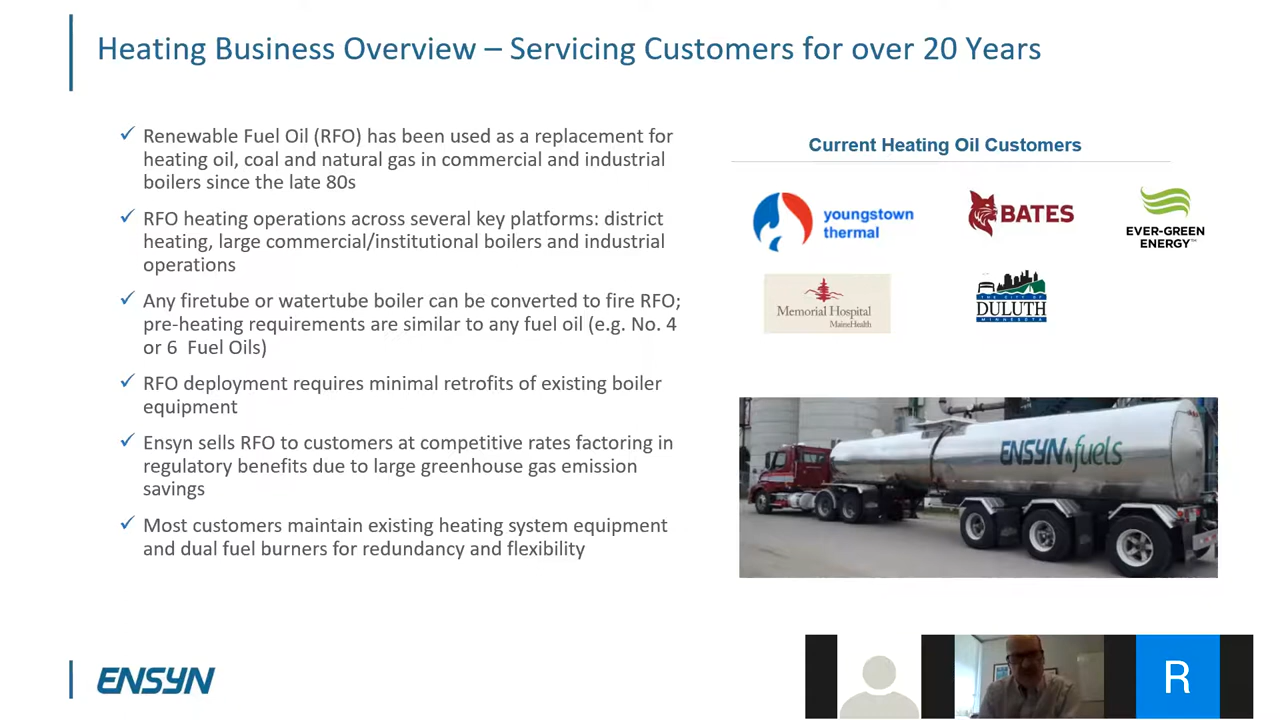 Heating Business Overview – Servicing Customers for over 20 Years
✓ Renewable Fuel Oil (RFO) has been used as a replacement for
heating oil, coal and natural gas in commercial and industrial
boilers since the late 80s
✓ RFO heating operations across several key platforms: district
heating, large commercial/institutional boilers and industrial
operations
✓ Any firetube or watertube boiler can be converted to fire RFO;
pre-heating requirements are similar to any fuel oil (e.g. No. 4
or 6  Fuel Oils)
✓ RFO deployment requires minimal retrofits of existing boiler
equipment
✓ Ensyn sells RFO to customers at competitive rates factoring in
regulatory benefits due to large greenhouse gas emission
savings
✓ Most customers maintain existing heating system equipment
and dual fuel burners for redundancy and flexibility
Current Heating Oil Customers
youngstown
thermal
BATES
EVER-GREEN
ENERGY™
Memorial Hospital
MaineHealth
THE CITY OF
DULUTH
MINNESOTA
ENSYN fuels
ENSYN
R